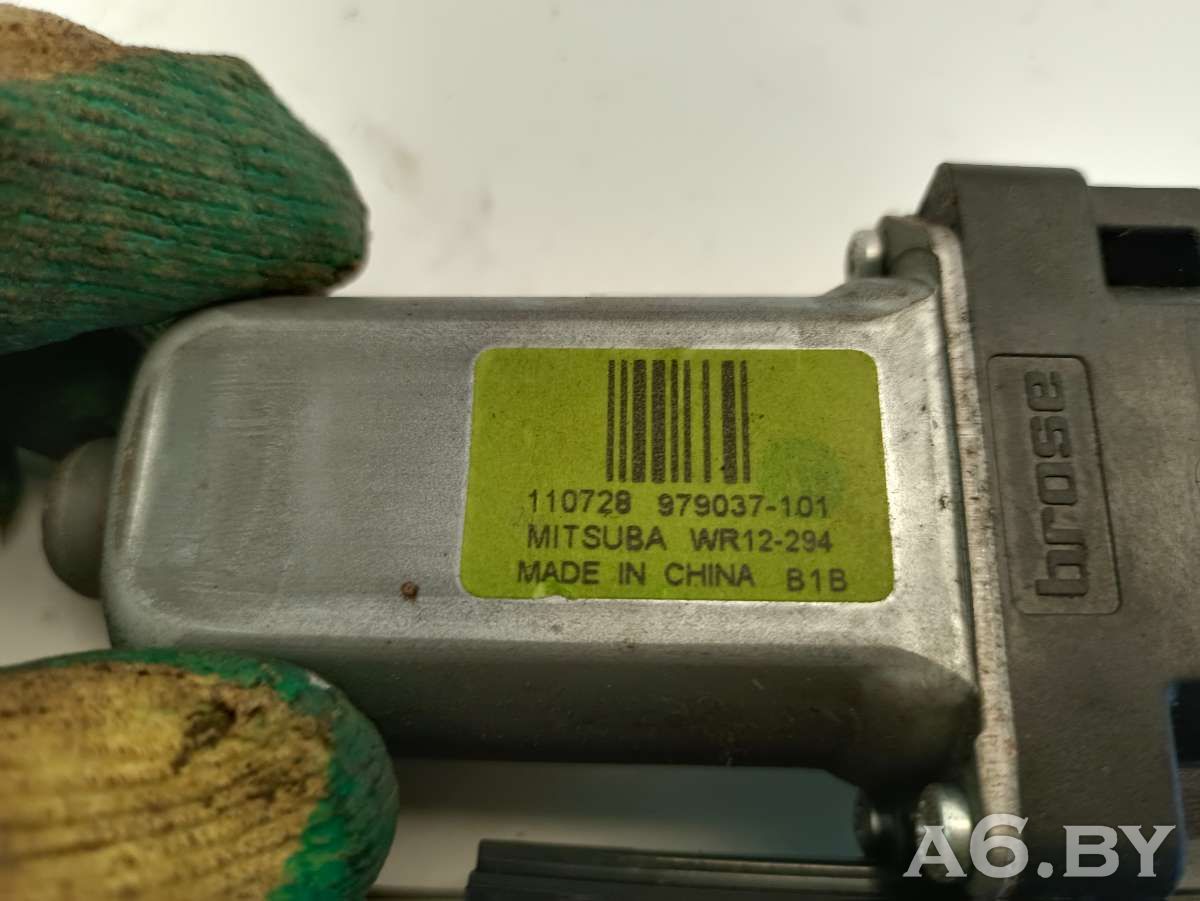 110728 979037-101
MITSUBA WR12-294
MADE IN CHINA B1B
brose
A6.BY